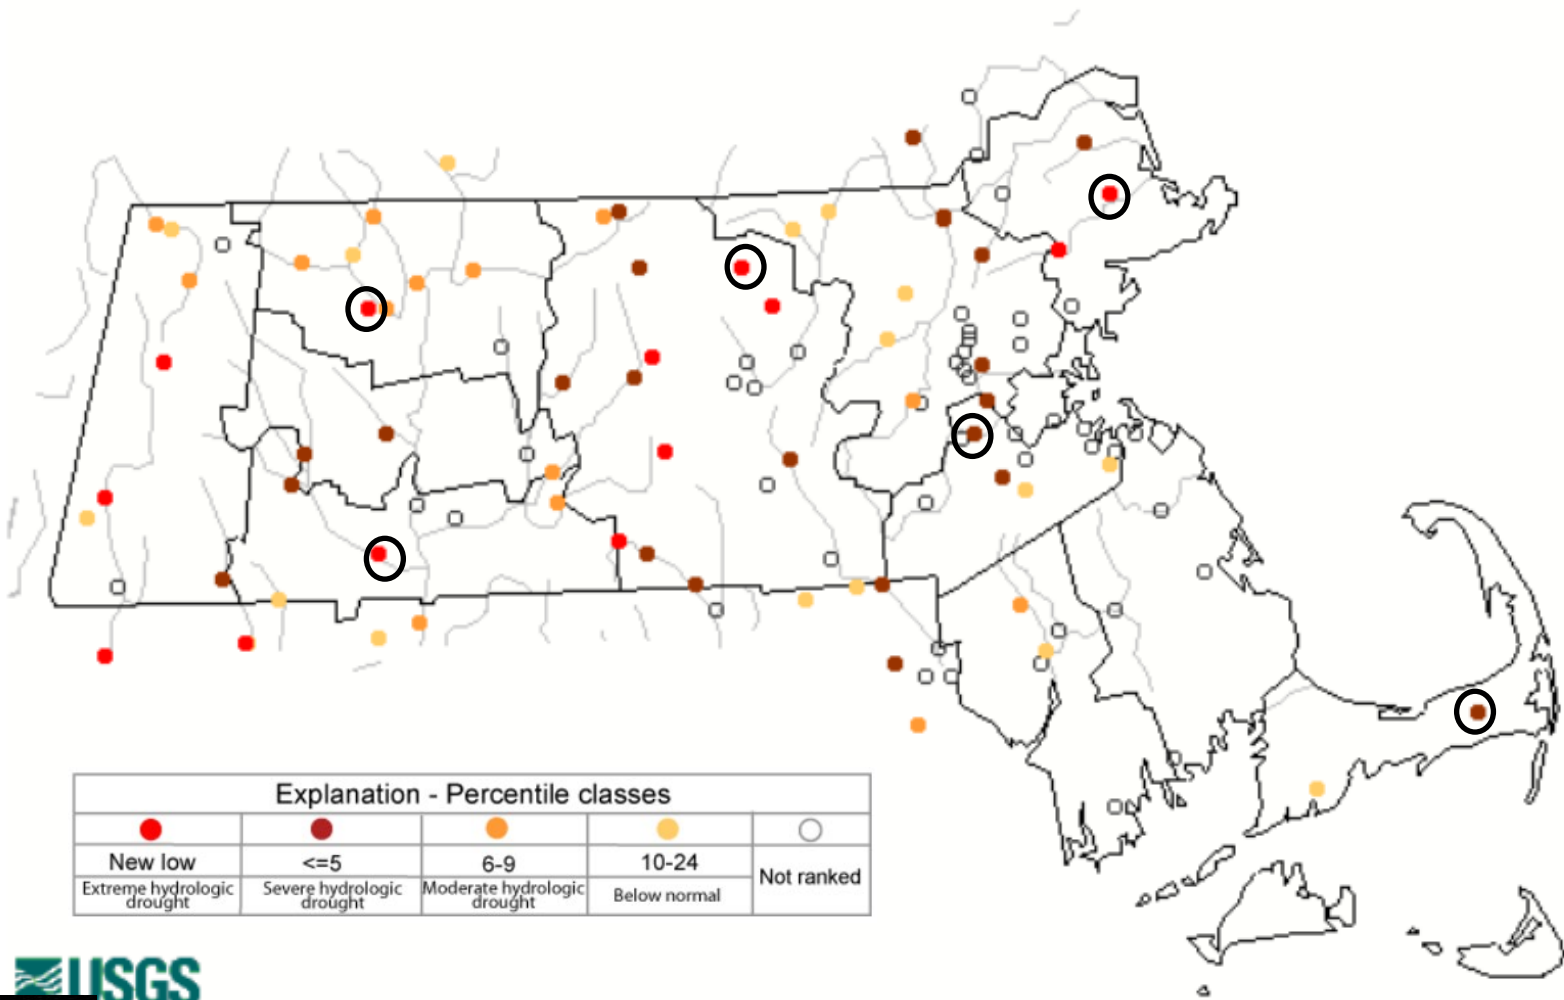 Explanation - Percentile classes
New low <=5 6-9 10-24 Not ranked
Extreme hydrologic drought Severe hydrologic drought Moderate hydrologic drought Below normal
USGS